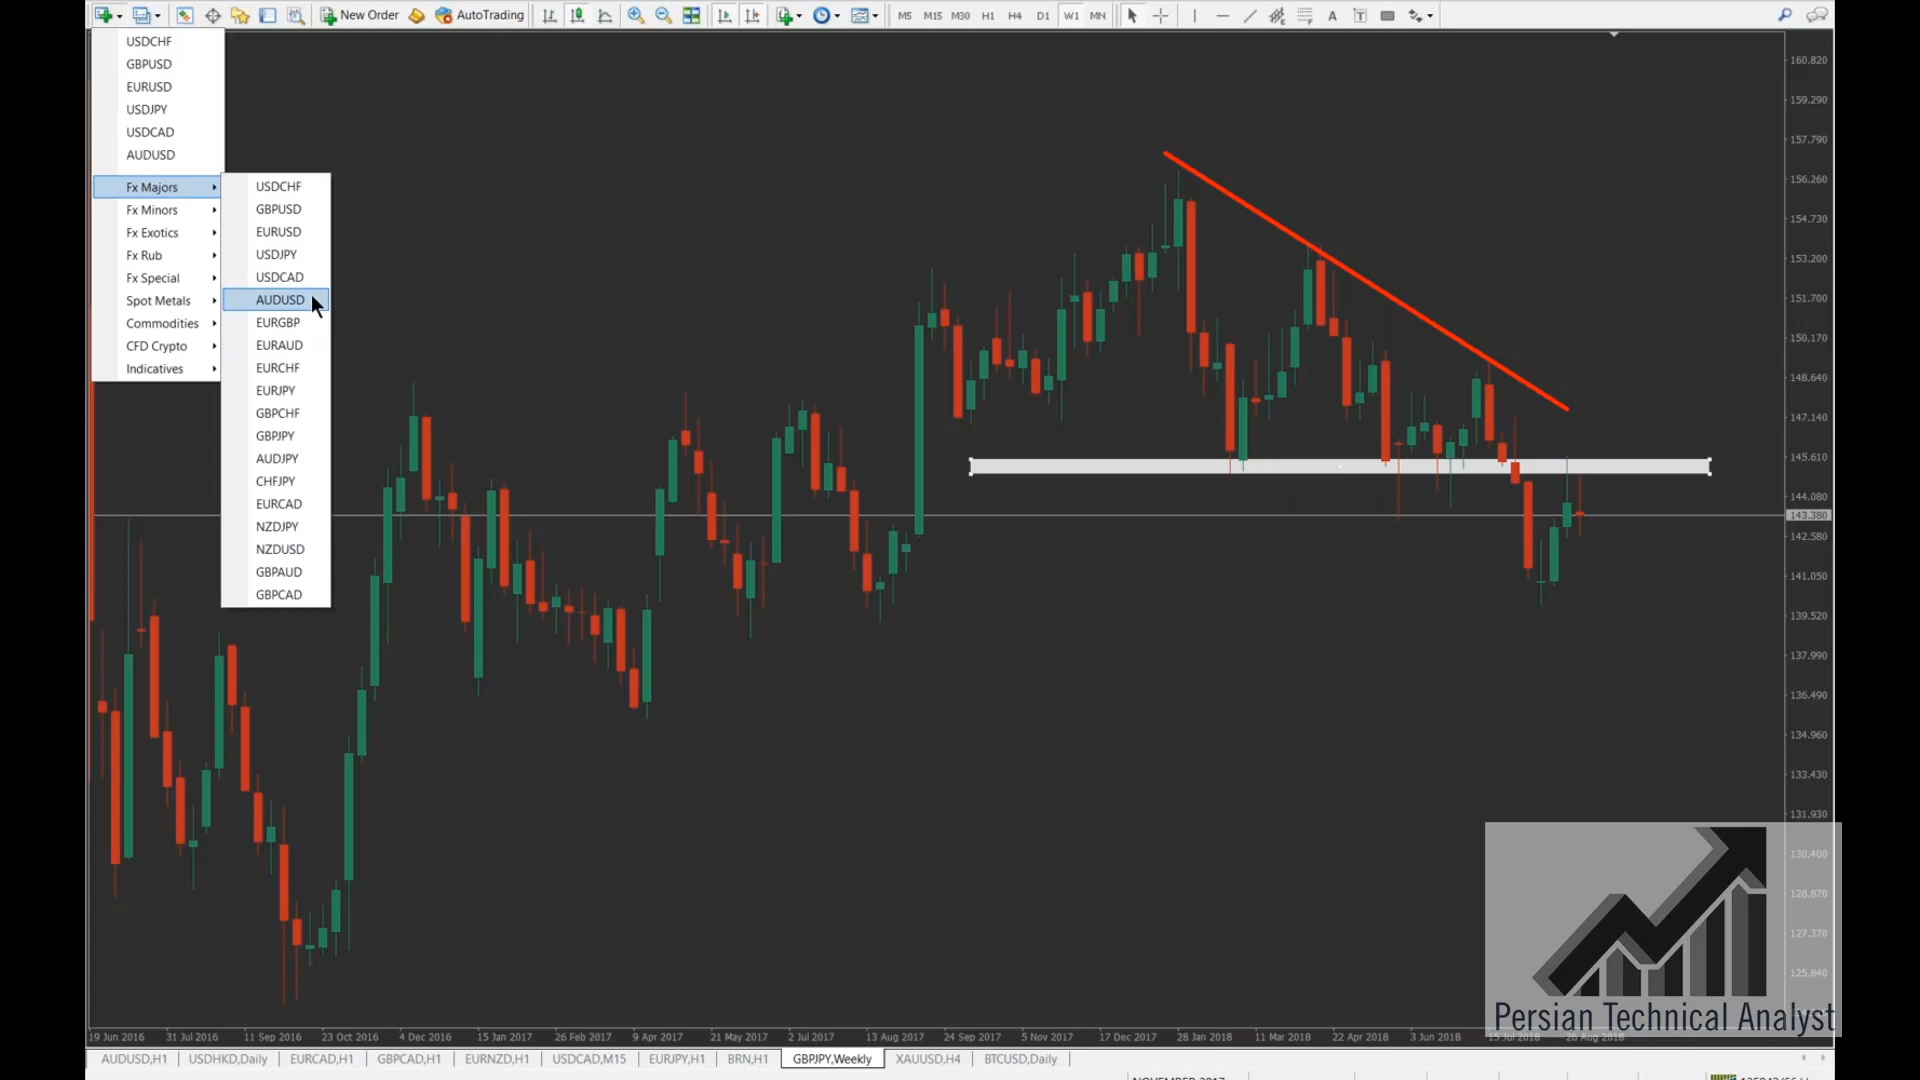 New Order AutoTrading M5 M15 M30 H1 H4 D1 W1 MN A T
USDCHF
GBPUSD
EURUSD
USDJPY
USDCAD
AUDUSD
Fx Majors
Fx Minors
Fx Exotics
Fx Rub
Fx Special
Spot Metals
Commodities
CFD Crypto
Indicatives
USDCHF
GBPUSD
EURUSD
USDJPY
USDCAD
AUDUSD
EURGBP
EURAUD
EURCHF
EURJPY
GBPCHF
GBPJPY
AUDJPY
CHFJPY
EURCAD
NZDJPY
NZDUSD
GBPAUD
GBPCAD
160.820
159.290
157.790
156.260
154.730
153.200
151.700
150.170
148.640
147.140
145.610
144.080
143.380
142.580
141.050
139.520
137.990
136.490
134.960
133.430
131.930
130.400
128.870
127.370
125.840
Persian Technical Analyst
19 Jun 2016 31 Jul 2016 11 Sep 2016 23 Oct 2016 4 Dec 2016 15 Jan 2017 26 Feb 2017 9 Apr 2017 21 May 2017 2 Jul 2017 13 Aug 2017 24 Sep 2017 5 Nov 2017 17 Dec 2017 28 Jan 2018 11 Mar 2018 22 Apr 2018 3 Jun 2018 15 Jul 2018 26 Aug 2018
AUDUSD,H1 USDHKD,Daily EURCAD,H1 GBPCAD,H1 EURNZD,H1 USDCAD,M15 EURJPY,H1 BRN,H1 GBPJPY,Weekly XAUUSD,H4 BTCUSD,Daily